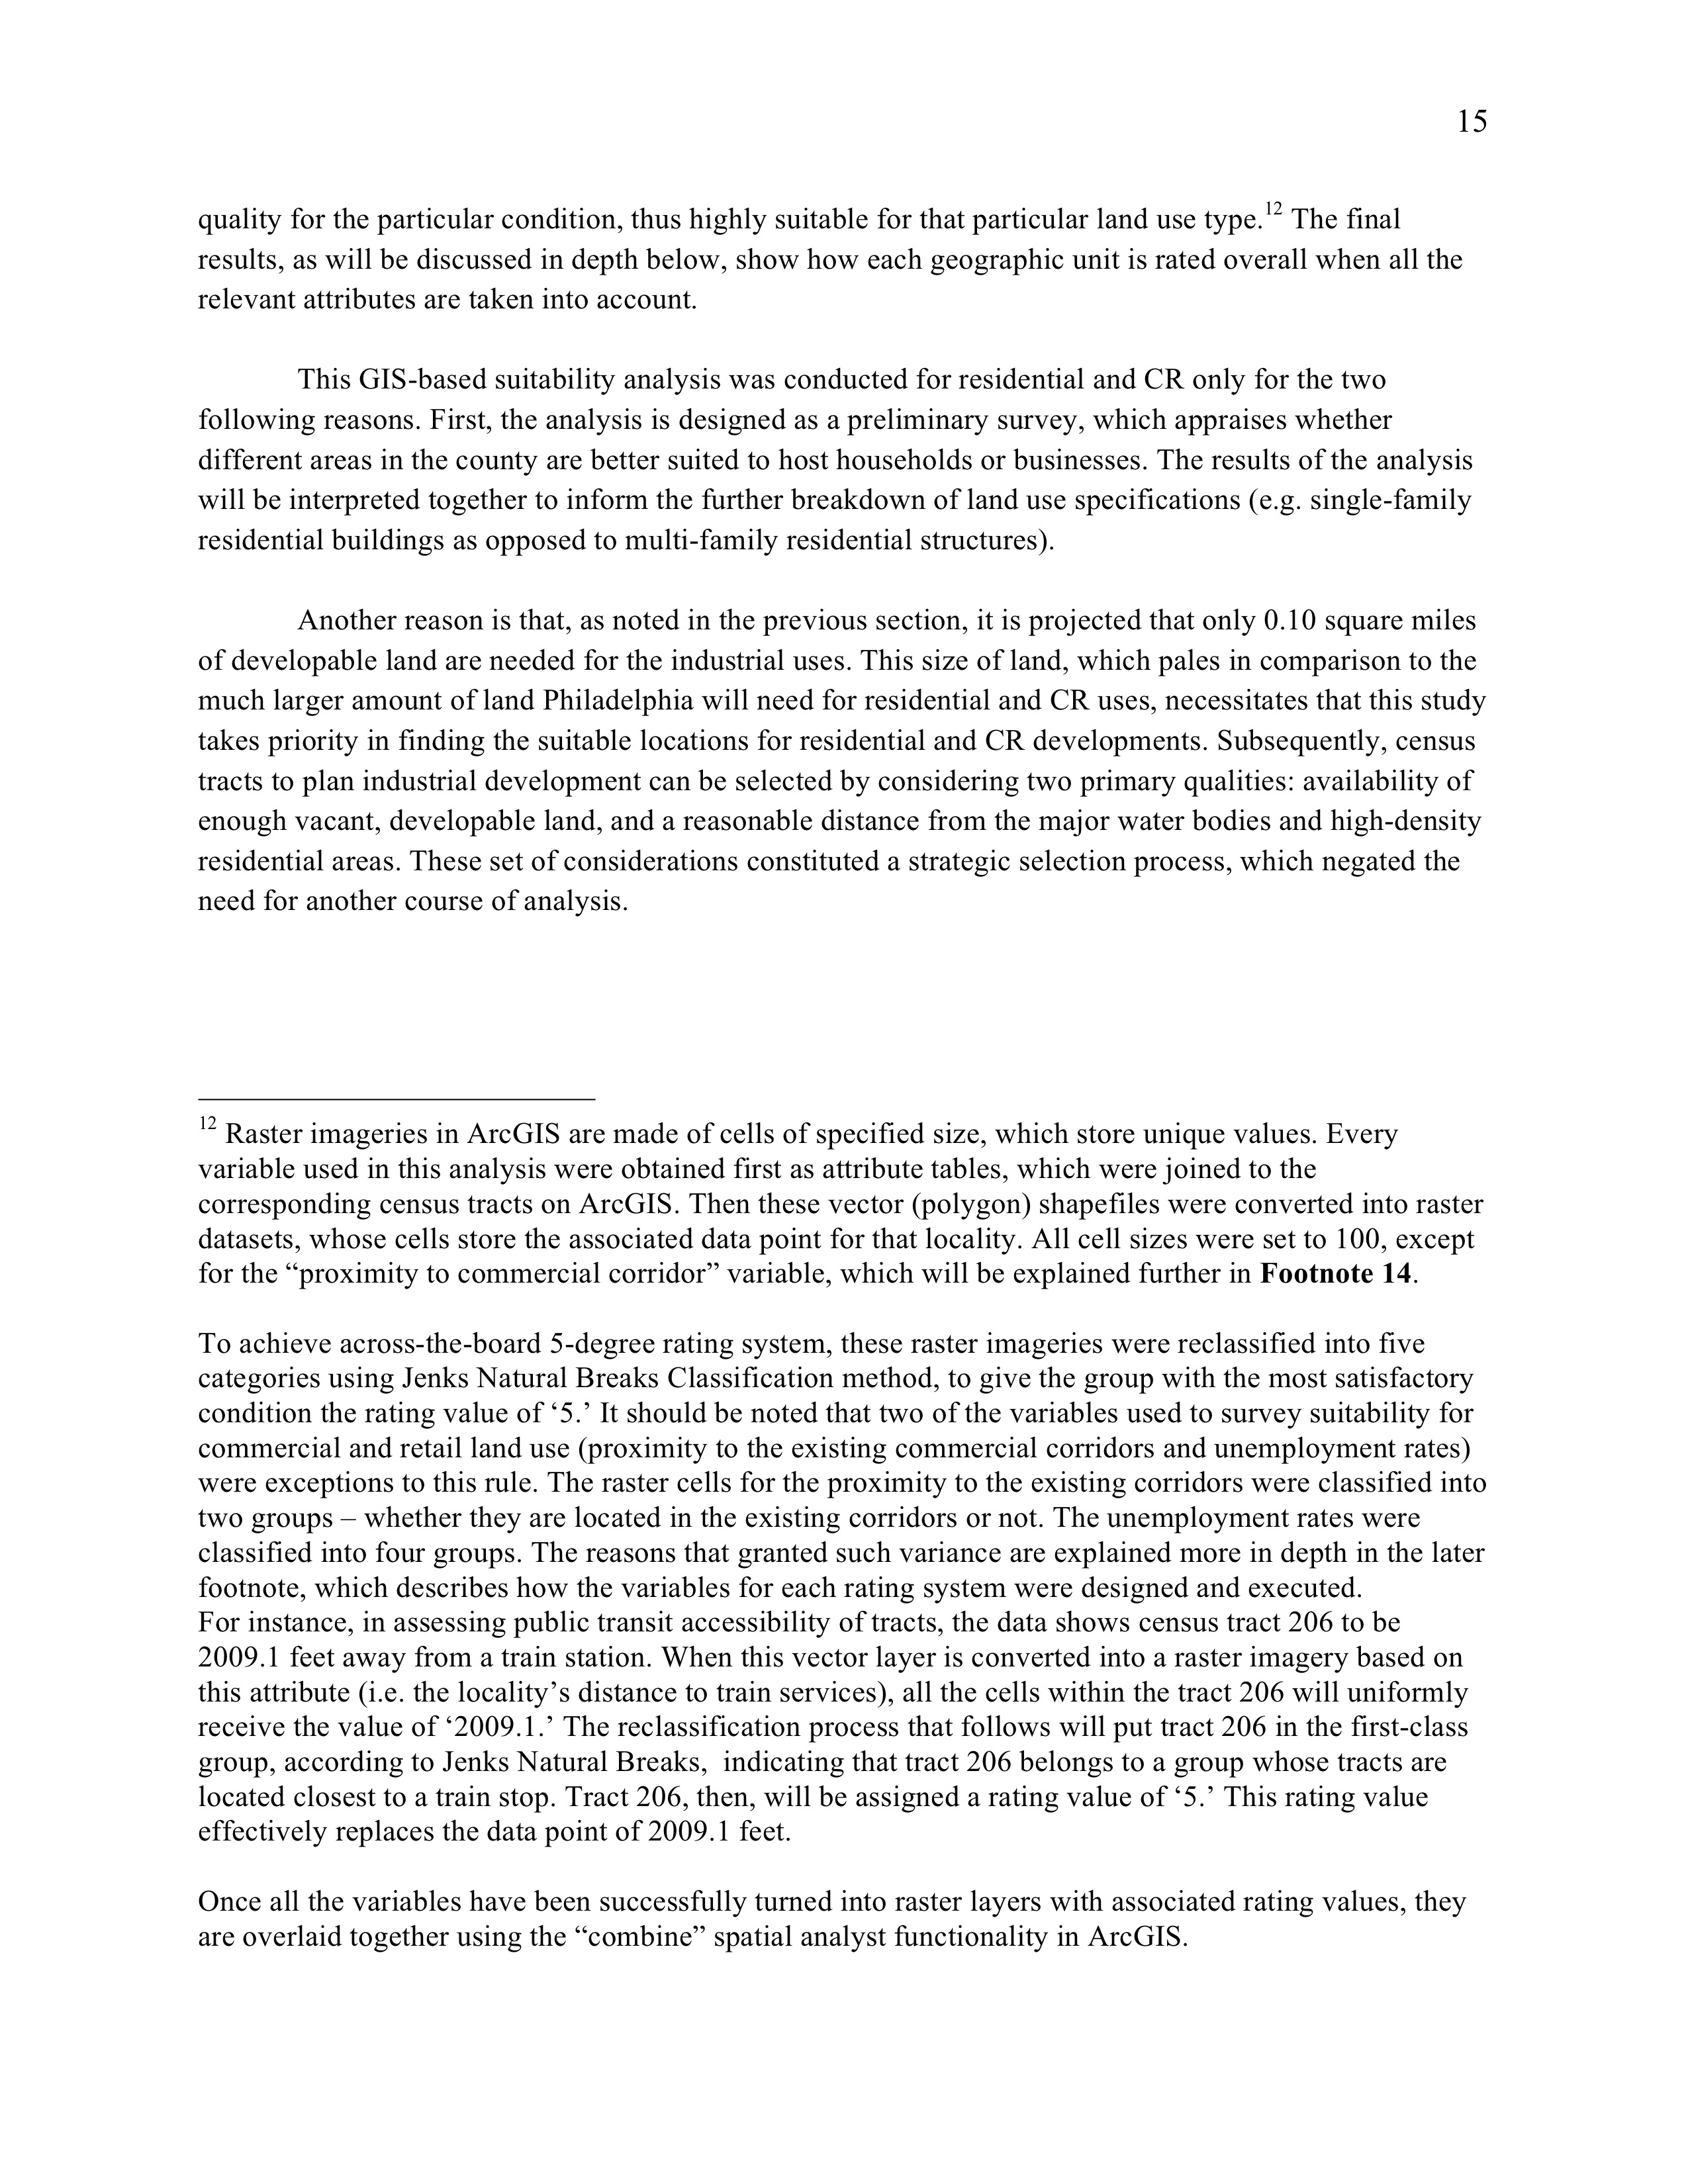 15
quality for the particular condition, thus highly suitable for that particular land use type.12 The final
results, as will be discussed in depth below, show how each geographic unit is rated overall when all the
relevant attributes are taken into account.
This GIS-based suitability analysis was conducted for residential and CR only for the two
following reasons. First, the analysis is designed as a preliminary survey, which appraises whether
different areas in the county are better suited to host households or businesses. The results of the analysis
will be interpreted together to inform the further breakdown of land use specifications (e.g. single-family
residential buildings as opposed to multi-family residential structures).
Another reason is that, as noted in the previous section, it is projected that only 0.10 square miles
of developable land are needed for the industrial uses. This size of land, which pales in comparison to the
much larger amount of land Philadelphia will need for residential and CR uses, necessitates that this study
takes priority in finding the suitable locations for residential and CR developments. Subsequently, census
tracts to plan industrial development can be selected by considering two primary qualities: availability of
enough vacant, developable land, and a reasonable distance from the major water bodies and high-density
residential areas. These set of considerations constituted a strategic selection process, which negated the
need for another course of analysis.
12 Raster imageries in ArcGIS are made of cells of specified size, which store unique values. Every
variable used in this analysis were obtained first as attribute tables, which were joined to the
corresponding census tracts on ArcGIS. Then these vector (polygon) shapefiles were converted into raster
datasets, whose cells store the associated data point for that locality. All cell sizes were set to 100, except
for the “proximity to commercial corridor” variable, which will be explained further in Footnote 14.
To achieve across-the-board 5-degree rating system, these raster imageries were reclassified into five
categories using Jenks Natural Breaks Classification method, to give the group with the most satisfactory
condition the rating value of ‘5.’ It should be noted that two of the variables used to survey suitability for
commercial and retail land use (proximity to the existing commercial corridors and unemployment rates)
were exceptions to this rule. The raster cells for the proximity to the existing corridors were classified into
two groups – whether they are located in the existing corridors or not. The unemployment rates were
classified into four groups. The reasons that granted such variance are explained more in depth in the later
footnote, which describes how the variables for each rating system were designed and executed.
For instance, in assessing public transit accessibility of tracts, the data shows census tract 206 to be
2009.1 feet away from a train station. When this vector layer is converted into a raster imagery based on
this attribute (i.e. the locality’s distance to train services), all the cells within the tract 206 will uniformly
receive the value of ‘2009.1.’ The reclassification process that follows will put tract 206 in the first-class
group, according to Jenks Natural Breaks,  indicating that tract 206 belongs to a group whose tracts are
located closest to a train stop. Tract 206, then, will be assigned a rating value of ‘5.’ This rating value
effectively replaces the data point of 2009.1 feet.
Once all the variables have been successfully turned into raster layers with associated rating values, they
are overlaid together using the “combine” spatial analyst functionality in ArcGIS.